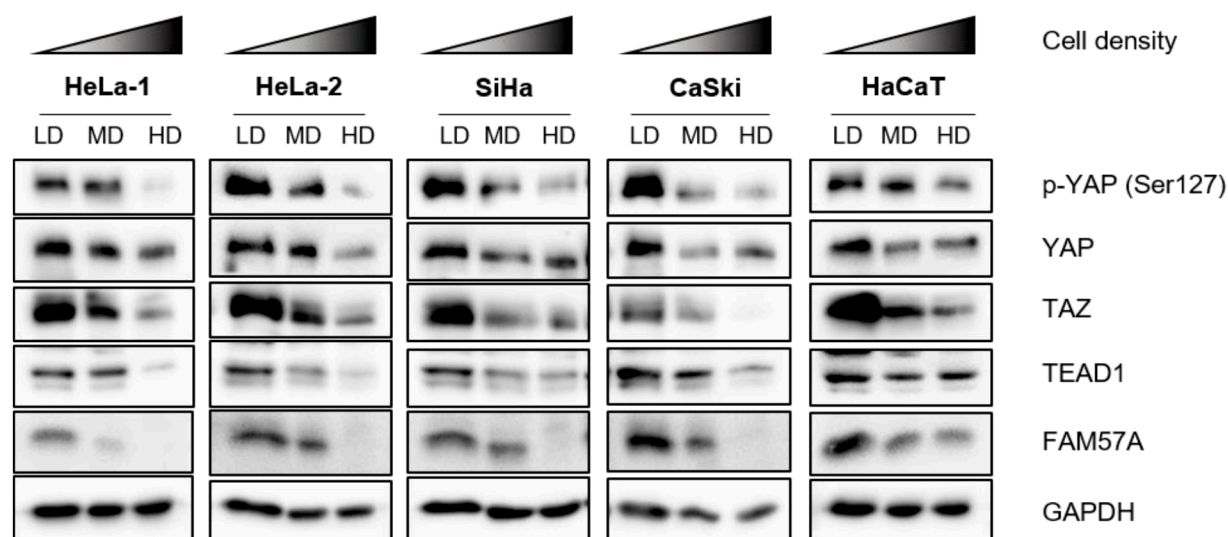 Cell density
HeLa-1 HeLa-2 SiHa CaSki HaCaT
LD MD HD LD MD HD LD MD HD LD MD HD LD MD HD
p-YAP (Ser127)
YAP
TAZ
TEAD1
FAM57A
GAPDH